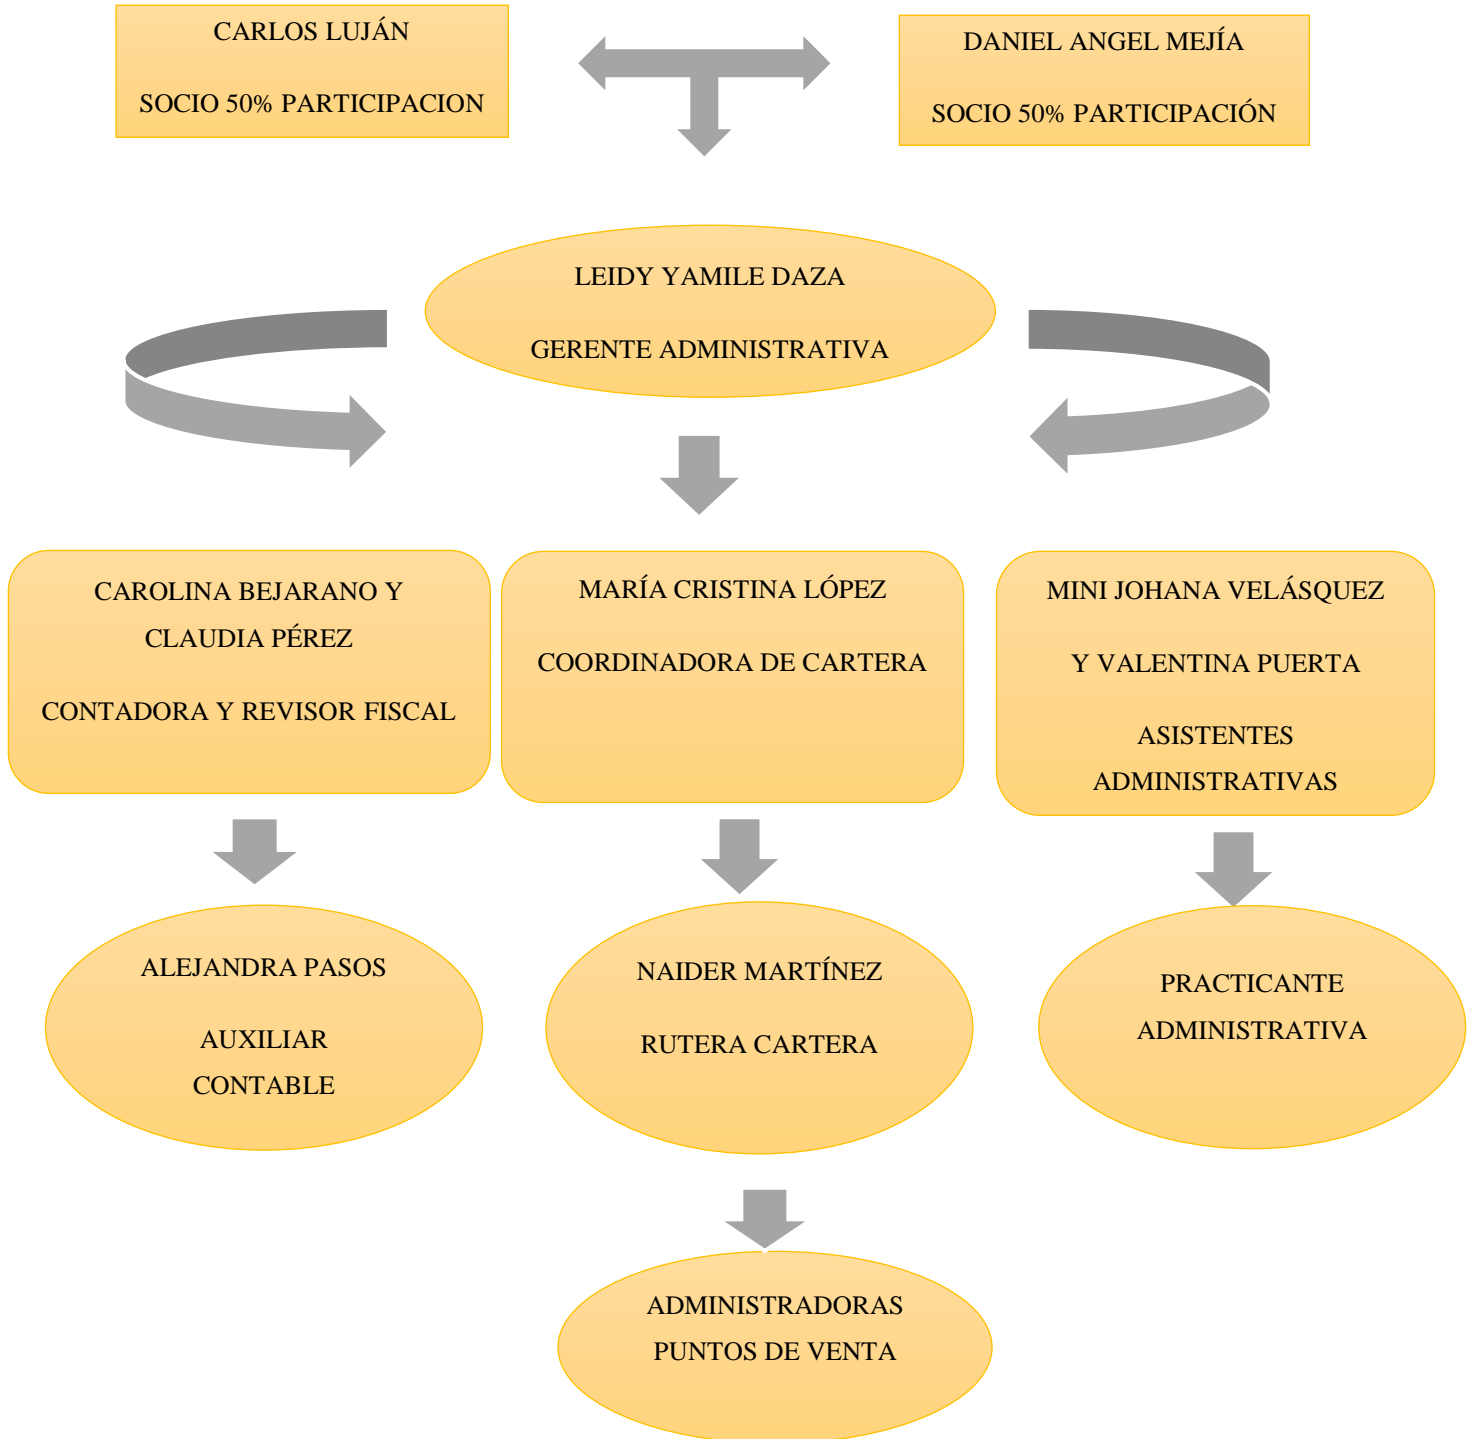 CARLOS LUJÁN
SOCIO 50% PARTICIPACION
DANIEL ANGEL MEJÍA
SOCIO 50% PARTICIPACIÓN
LEIDY YAMILE DAZA
GERENTE ADMINISTRATIVA
CAROLINA BEJARANO Y
CLAUDIA PÉREZ
CONTADORA Y REVISOR FISCAL
MARÍA CRISTINA LÓPEZ
COORDINADORA DE CARTERA
MINI JOHANA VELÁSQUEZ
Y VALENTINA PUERTA
ASISTENTES
ADMINISTRATIVAS
ALEJANDRA PASOS
AUXILIAR
CONTABLE
NAIDER MARTÍNEZ
RUTERA CARTERA
PRACTICANTE
ADMINISTRATIVA
ADMINISTRADORAS
PUNTOS DE VENTA